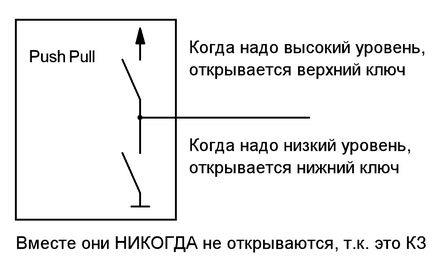 Push Pull
Когда надо высокий уровень,
открывается верхний ключ
Когда надо низкий уровень,
открывается нижний ключ
Вместе они НИКОГДА не открываются, т.к. это КЗ